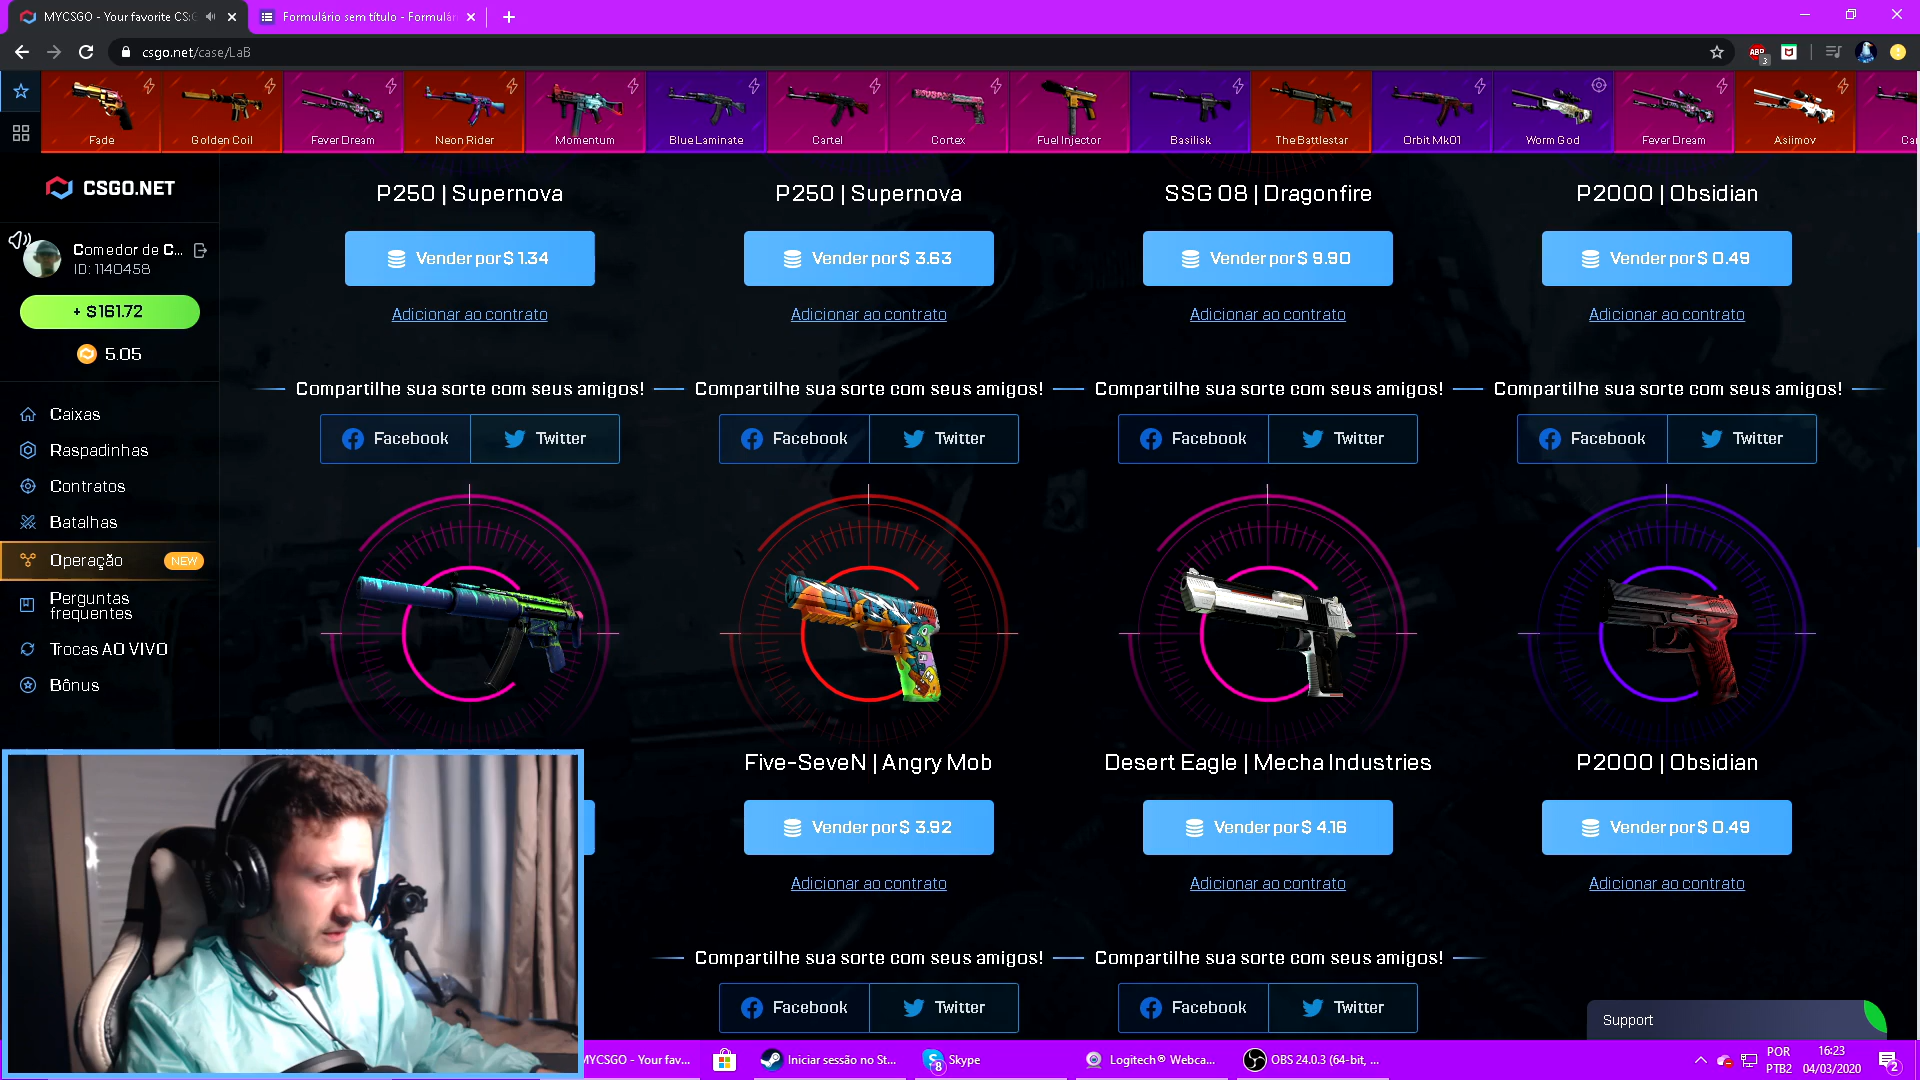 MYCSGO - Your favorite CS:G
Formulário sem título - Formulár
csgo.net/case/LaB
ABP
3
Fade
Golden Coil
Fever Dream
Neon Rider
Momentum
Blue Laminate
Cartel
Cortex
Fuel Injector
Basilisk
The Battlestar
Orbit Mk01
Worm God
Fever Dream
Asiimov
Car
CSGO.NET
Comedor de C...
ID: 1140458
+ $161.72
5.05
Caixas
Raspadinhas
Contratos
Batalhas
Operação NEW
Perguntas
frequentes
Trocas AO VIVO
Bônus
P250 | Supernova
P250 | Supernova
SSG 08 | Dragonfire
P2000 | Obsidian
Vender por $ 1.34
Vender por $ 3.63
Vender por $ 9.90
Vender por $ 0.49
Adicionar ao contrato
Adicionar ao contrato
Adicionar ao contrato
Adicionar ao contrato
Compartilhe sua sorte com seus amigos!
Compartilhe sua sorte com seus amigos!
Compartilhe sua sorte com seus amigos!
Compartilhe sua sorte com seus amigos!
Facebook Twitter
Facebook Twitter
Facebook Twitter
Facebook Twitter
Five-SeveN | Angry Mob
Desert Eagle | Mecha Industries
P2000 | Obsidian
Vender por $ 3.92
Vender por $ 4.16
Vender por $ 0.49
Adicionar ao contrato
Adicionar ao contrato
Adicionar ao contrato
Compartilhe sua sorte com seus amigos!
Compartilhe sua sorte com seus amigos!
Facebook Twitter
Facebook Twitter
Support
MYCSGO - Your fav...
Iniciar sessão no St...
8
Skype
Logitech® Webca...
OBS 24.0.3 (64-bit, ...
POR
PTB2
16:23
04/03/2020
2